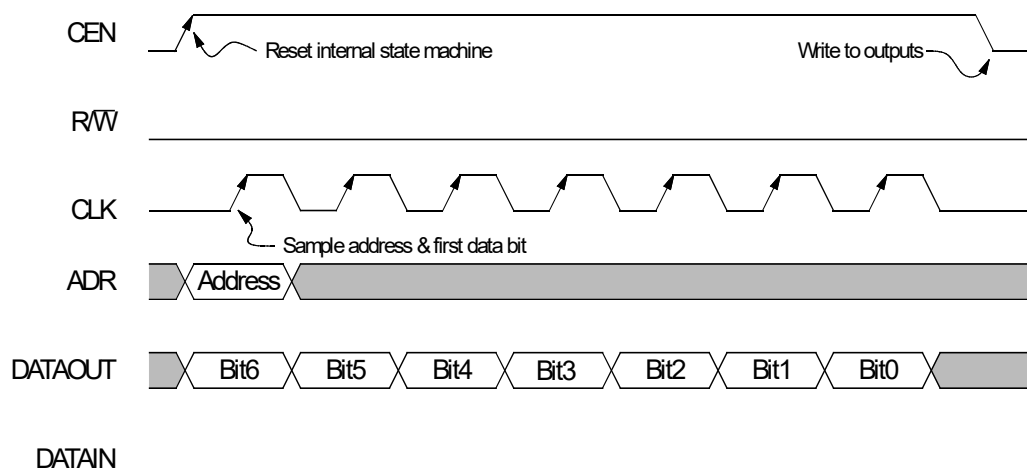 CEN
Reset internal state machine
Write to outputs
R/W̅
CLK
Sample address & first data bit
ADR
Address
DATAOUT
Bit6 Bit5 Bit4 Bit3 Bit2 Bit1 Bit0
DATAIN